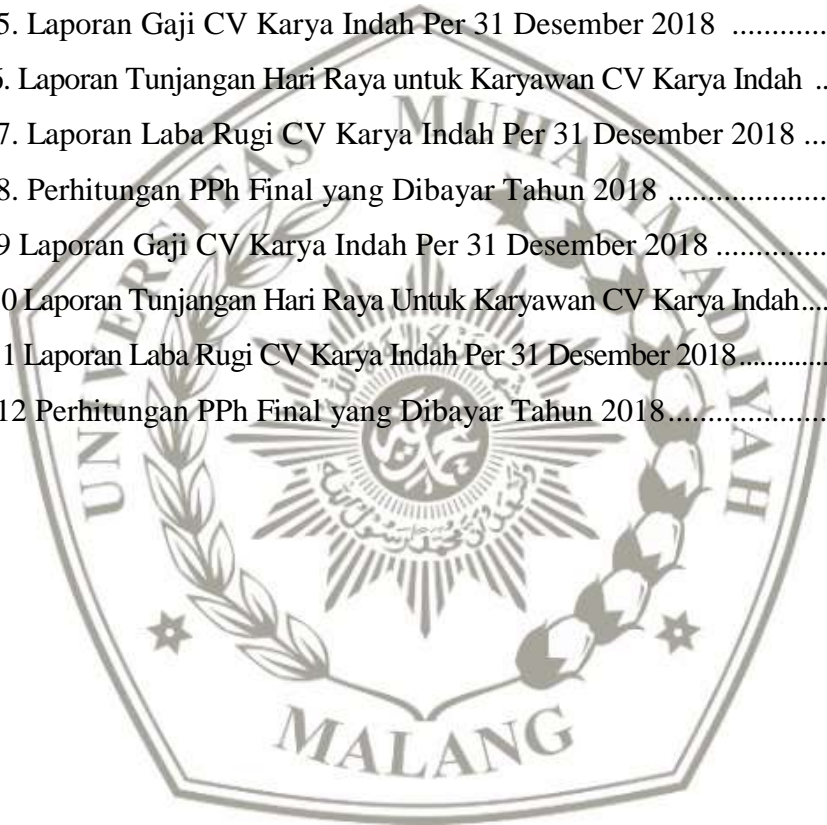 5. Laporan Gaji CV Karya Indah Per 31 Desember 2018 .............
6. Laporan Tunjangan Hari Raya untuk Karyawan CV Karya Indah ..
7. Laporan Laba Rugi CV Karya Indah Per 31 Desember 2018 ....
8. Perhitungan PPh Final yang Dibayar Tahun 2018 ....................
9 Laporan Gaji CV Karya Indah Per 31 Desember 2018 ..............
0 Laporan Tunjangan Hari Raya Untuk Karyawan CV Karya Indah....
1 Laporan Laba Rugi CV Karya Indah Per 31 Desember 2018.............
12 Perhitungan PPh Final yang Dibayar Tahun 2018....................
UNIVERSITAS MUHAMMADIYAH
MALANG